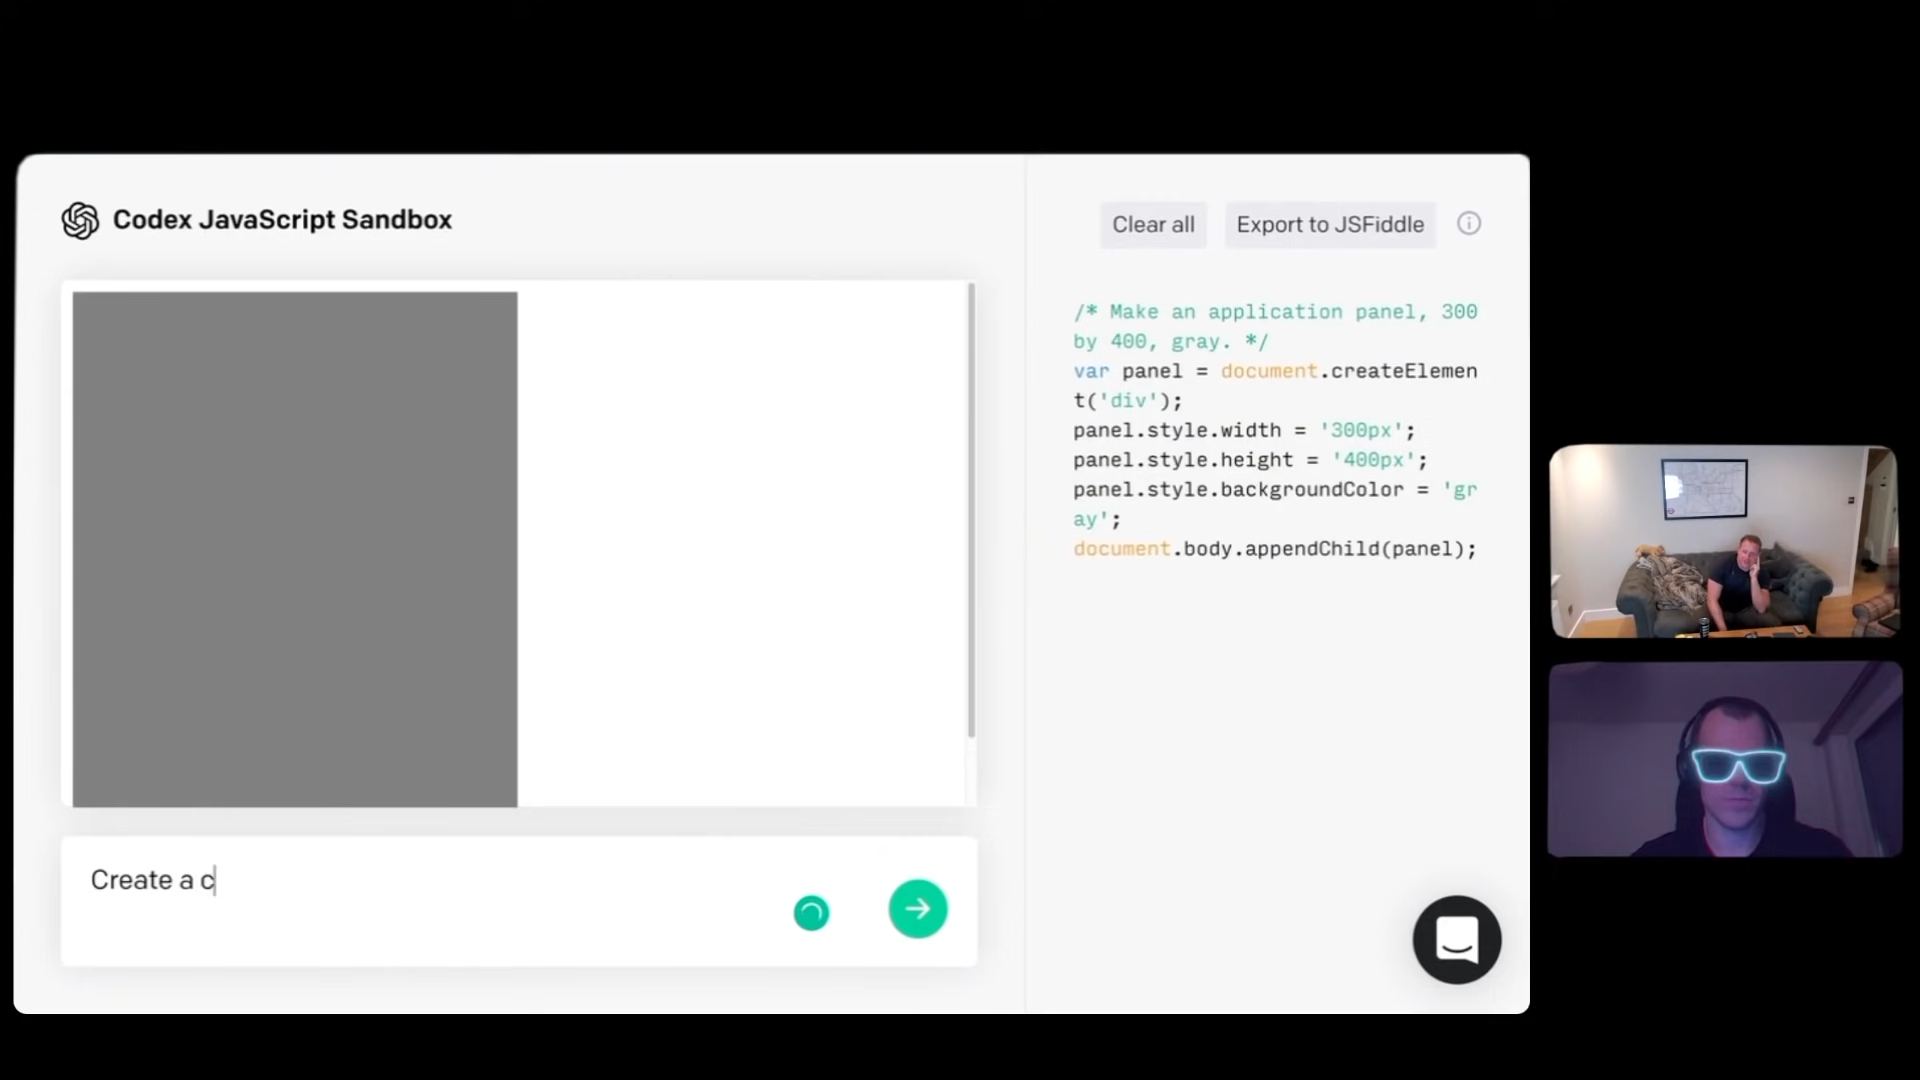 Codex JavaScript Sandbox
Clear all
Export to JSFiddle
/* Make an application panel, 300
by 400, gray. */
var panel = document.createElemen
t('div');
panel.style.width = '300px';
panel.style.height = '400px';
panel.style.backgroundColor = 'gr
ay';
document.body.appendChild(panel);
Create a c